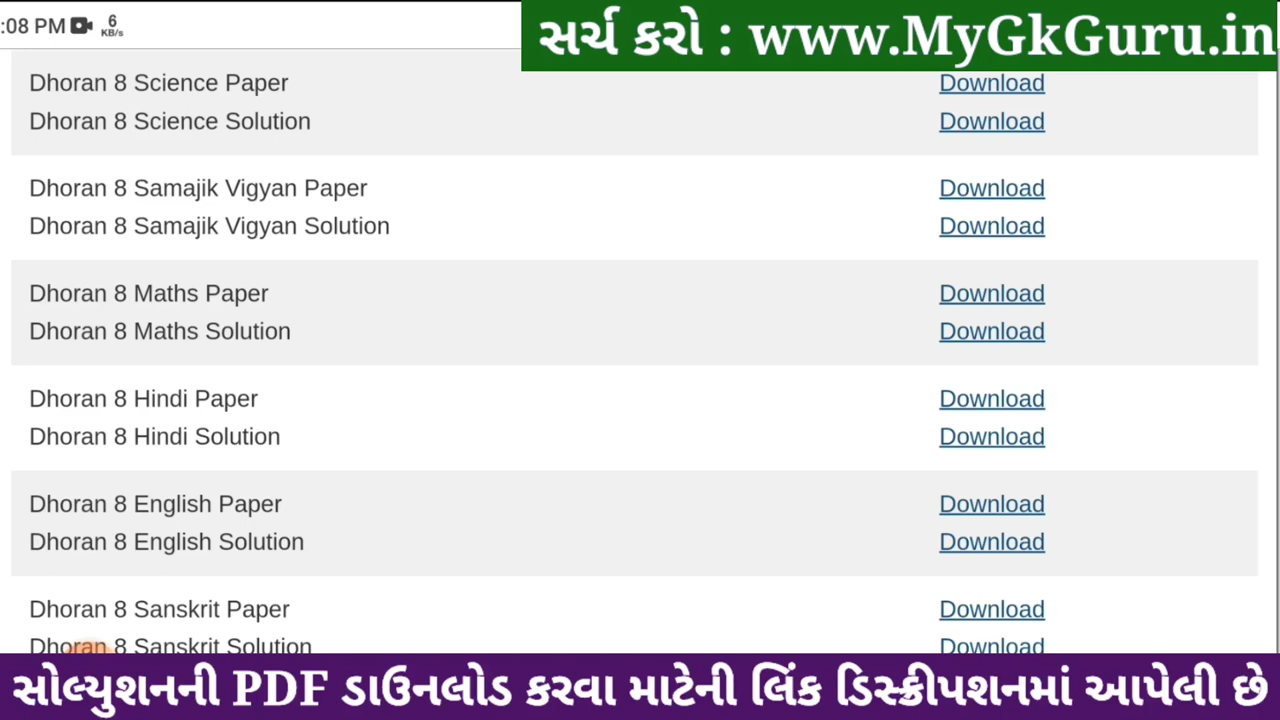 :08 PM 6 KB/s
સર્ચ કરો : www.MyGkGuru.in
Dhoran 8 Science Paper Download
Dhoran 8 Science Solution Download
Dhoran 8 Samajik Vigyan Paper Download
Dhoran 8 Samajik Vigyan Solution Download
Dhoran 8 Maths Paper Download
Dhoran 8 Maths Solution Download
Dhoran 8 Hindi Paper Download
Dhoran 8 Hindi Solution Download
Dhoran 8 English Paper Download
Dhoran 8 English Solution Download
Dhoran 8 Sanskrit Paper Download
Dhoran 8 Sanskrit Solution Download
સોલ્યુશનની PDF ડાઉનલોડ કરવા માટેની લિંક ડિસ્ક્રીપશનમાં આપેલી છે